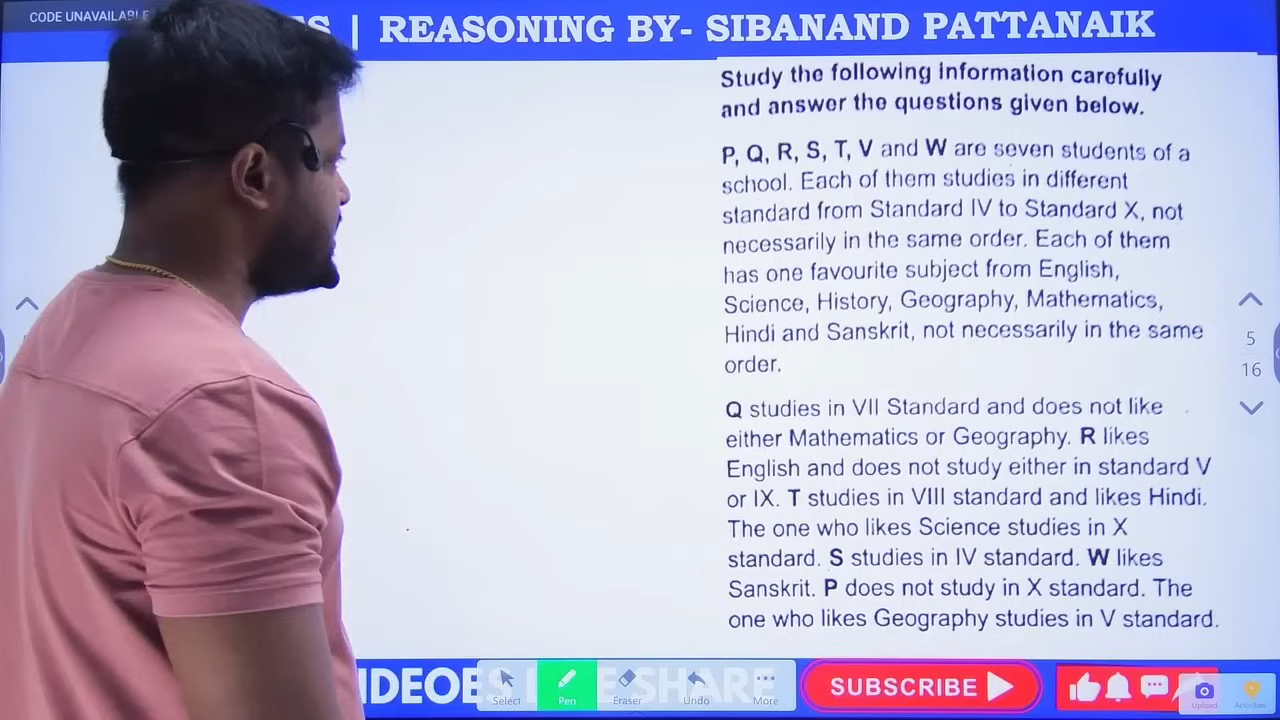 CODE UNAVAILABLE
S | REASONING BY- SIBANAND PATTANAIK
Study the following information carefully
and answer the questions given below.
P, Q, R, S, T, V and W are seven students of a
school. Each of them studies in different
standard from Standard IV to Standard X, not
necessarily in the same order. Each of them
has one favourite subject from English,
Science, History, Geography, Mathematics,
Hindi and Sanskrit, not necessarily in the same
order.
Q studies in VII Standard and does not like
either Mathematics or Geography. R likes
English and does not study either in standard V
or IX. T studies in VIII standard and likes Hindi.
The one who likes Science studies in X
standard. S studies in IV standard. W likes
Sanskrit. P does not study in X standard. The
one who likes Geography studies in V standard.
5
16
SHARE
Select
Pen
Eraser
Undo
More
SUBSCRIBE
Upload
Activities